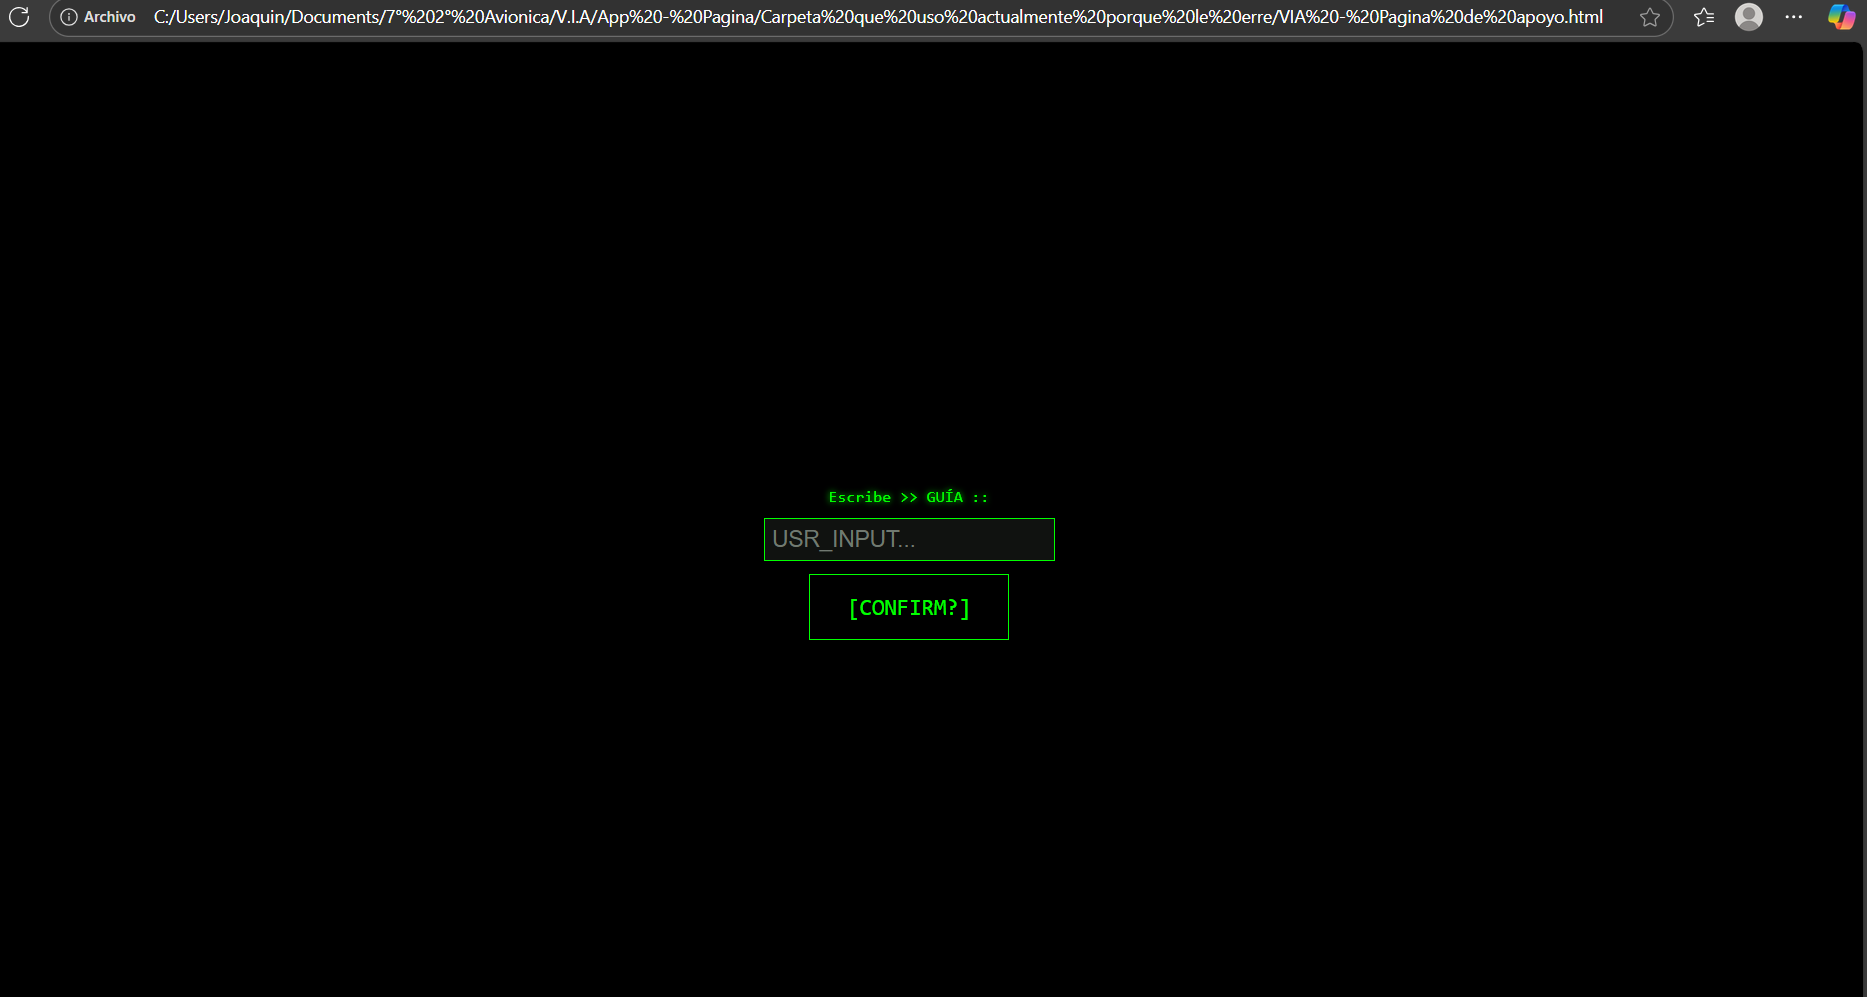 Archivo C:/Users/Joaquin/Documents/7°%202°%20Avionica/V.I.A/App%20-%20Pagina/Carpeta%20que%20uso%20actualmente%20porque%20le%20erre/VIA%20-%20Pagina%20de%20apoyo.html
Escribe >> GUÍA ::
USR_INPUT...
[CONFIRM?]